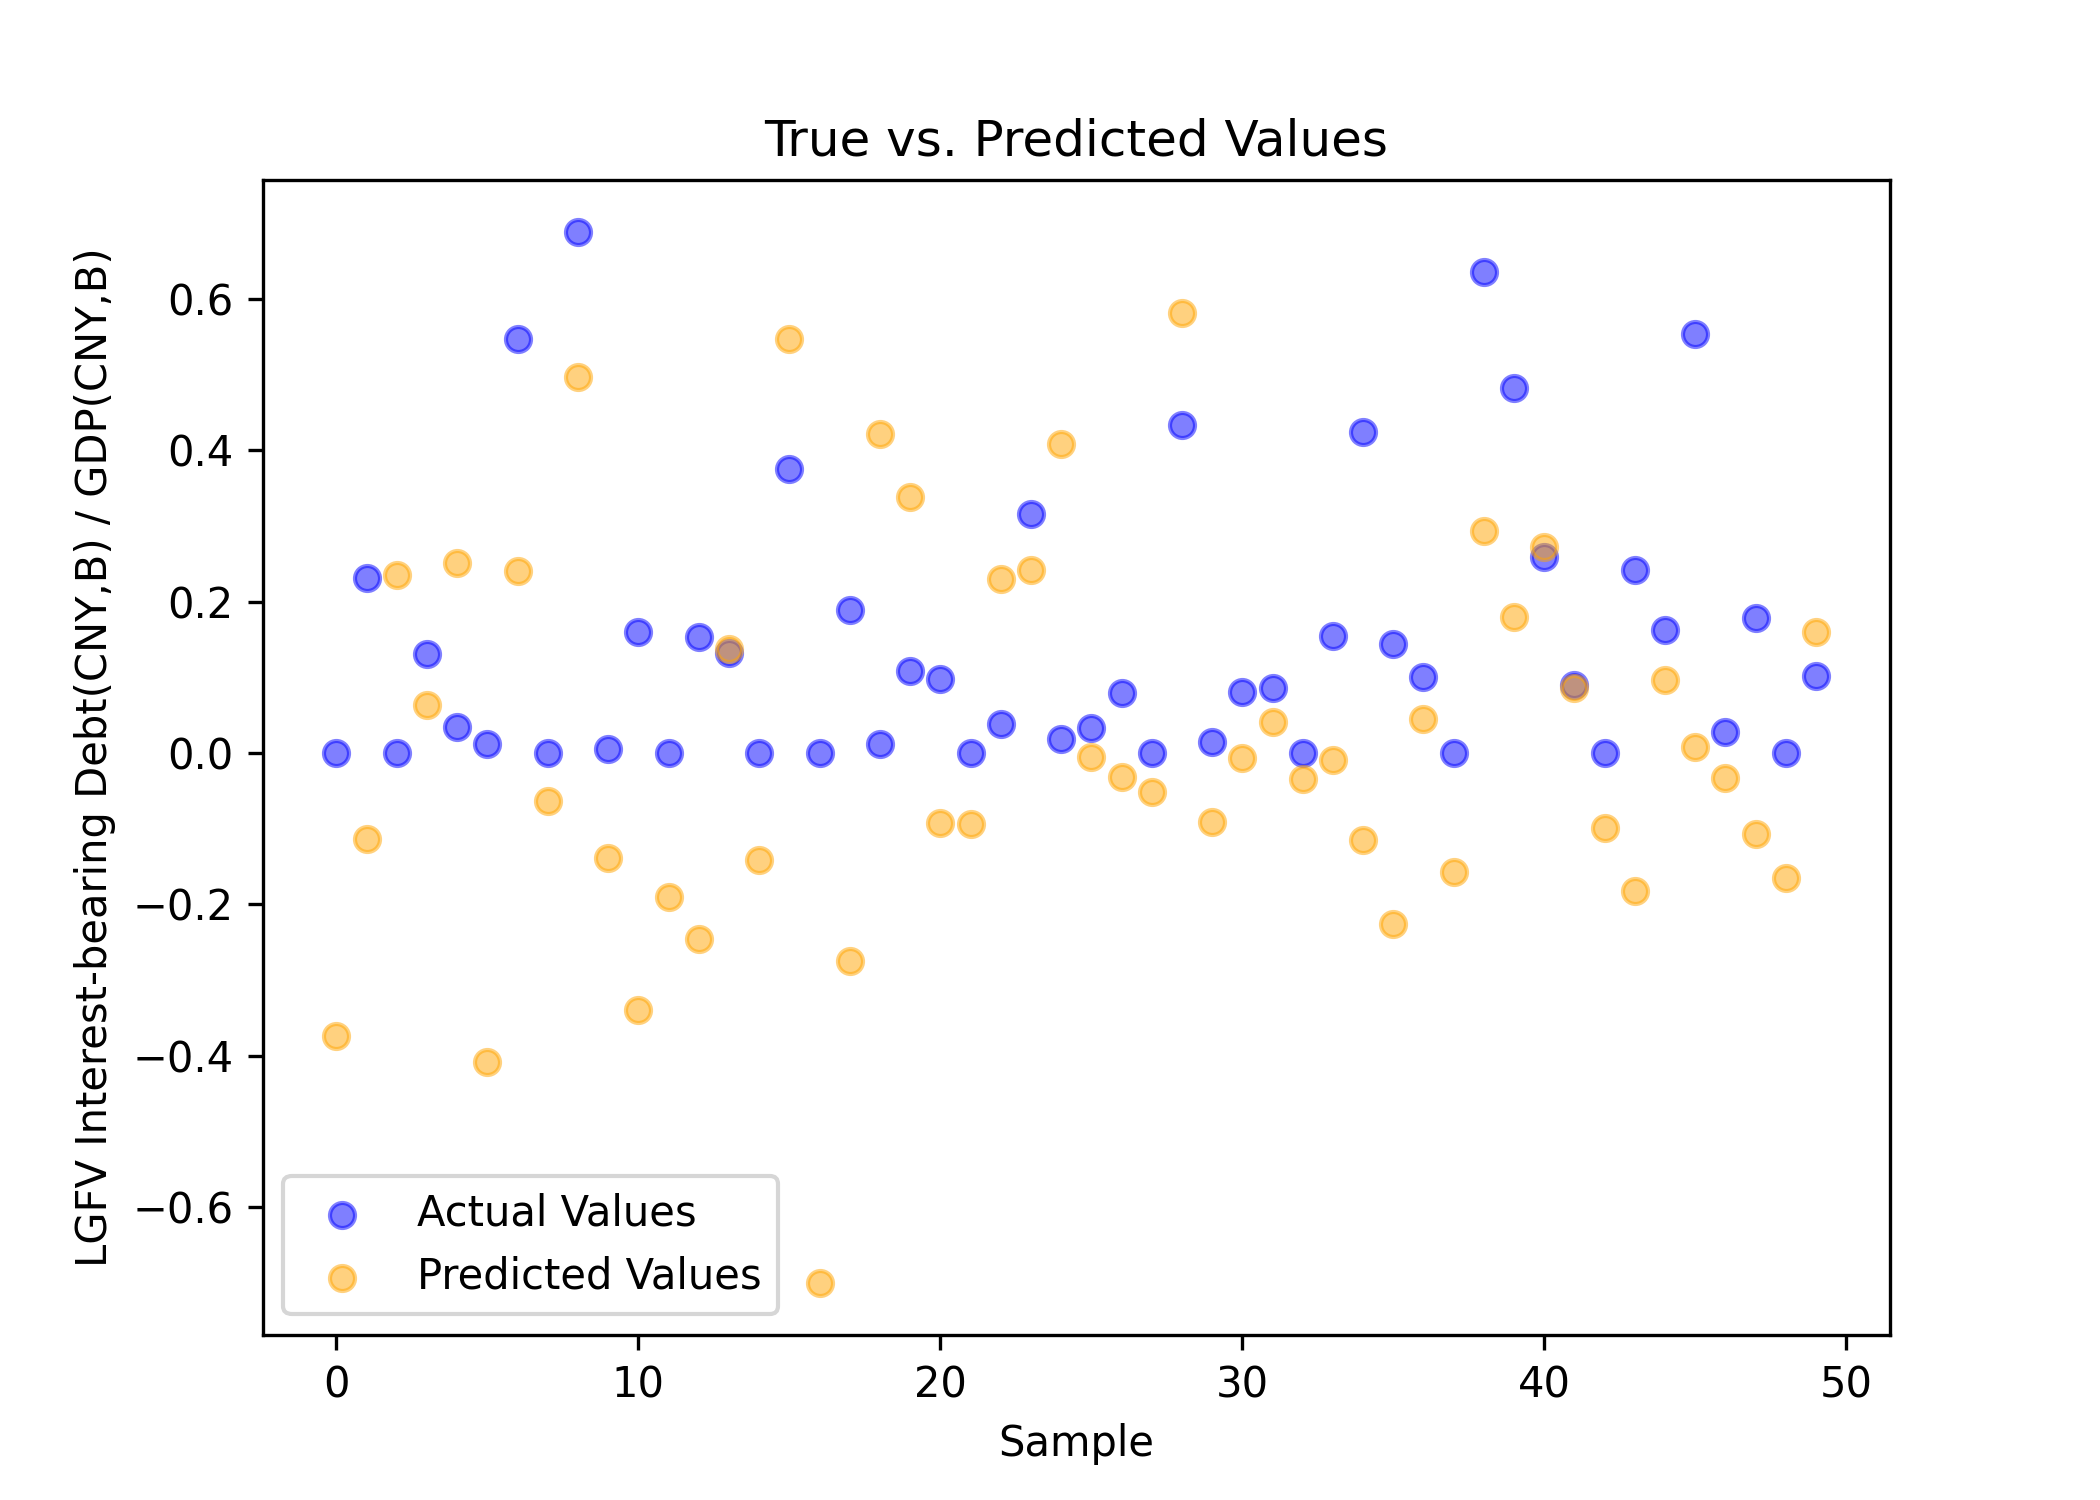 True vs. Predicted Values
LGFV Interest-bearing Debt(CNY,B) / GDP(CNY,B)
0.6
0.4
0.2
0.0
−0.2
−0.4
−0.6
Actual Values
Predicted Values
0 10 20 30 40 50
Sample